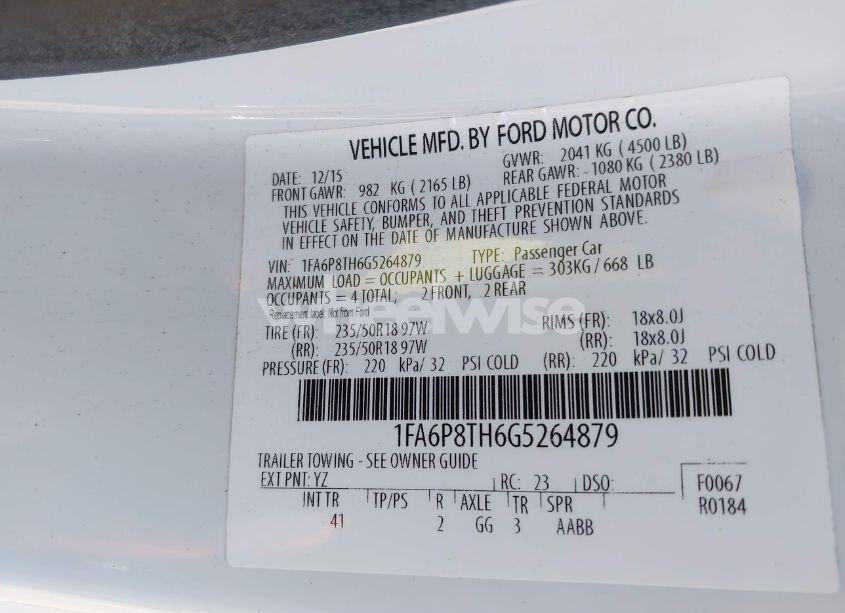 VEHICLE MFD. BY FORD MOTOR CO.
DATE: 12/15 GVWR: 2041 KG ( 4500 LB)
FRONT GAWR: 982 KG ( 2165 LB) REAR GAWR: 1080 KG ( 2380 LB)
THIS VEHICLE CONFORMS TO ALL APPLICABLE FEDERAL MOTOR
VEHICLE SAFETY, BUMPER, AND THEFT PREVENTION STANDARDS
IN EFFECT ON THE DATE OF MANUFACTURE SHOWN ABOVE.
VIN: 1FA6P8TH6G5264879 TYPE: Passenger Car
MAXIMUM LOAD = OCCUPANTS + LUGGAGE = 303KG / 668 LB
OCCUPANTS = 4 TOTAL, 2 FRONT, 2 REAR
Replacement label: Not from Ford
TIRE (FR): 235/50R18 97W RIMS (FR): 18x8.0J
(RR): 235/50R18 97W (RR): 18x8.0J
PRESSURE (FR): 220 kPa/ 32 PSI COLD (RR): 220 kPa/ 32 PSI COLD
1FA6P8TH6G5264879
TRAILER TOWING - SEE OWNER GUIDE
EXT PNT: YZ RC: 23 DSO: F0067
INT TR TP/PS R AXLE TR SPR R0184
41 2 GG 3 AABB